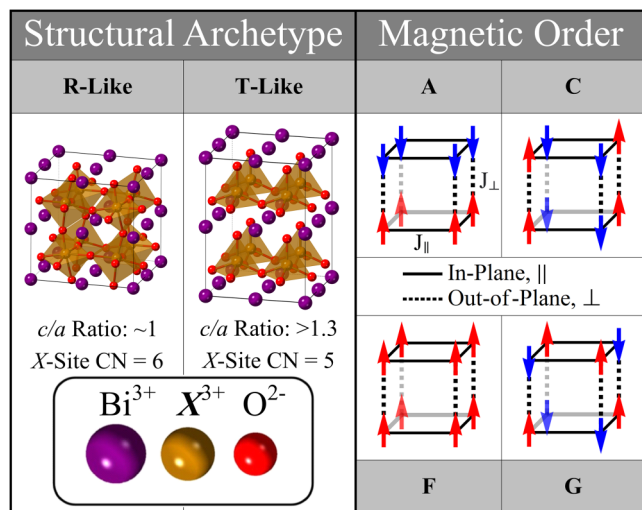 Structural Archetype
Magnetic Order
R-Like
T-Like
A
C
c/a Ratio: ~1
X-Site CN = 6
c/a Ratio: >1.3
X-Site CN = 5
Bi³⁺
X³⁺
O²⁻
J⊥
J∥
In-Plane, ∥
Out-of-Plane, ⊥
F
G